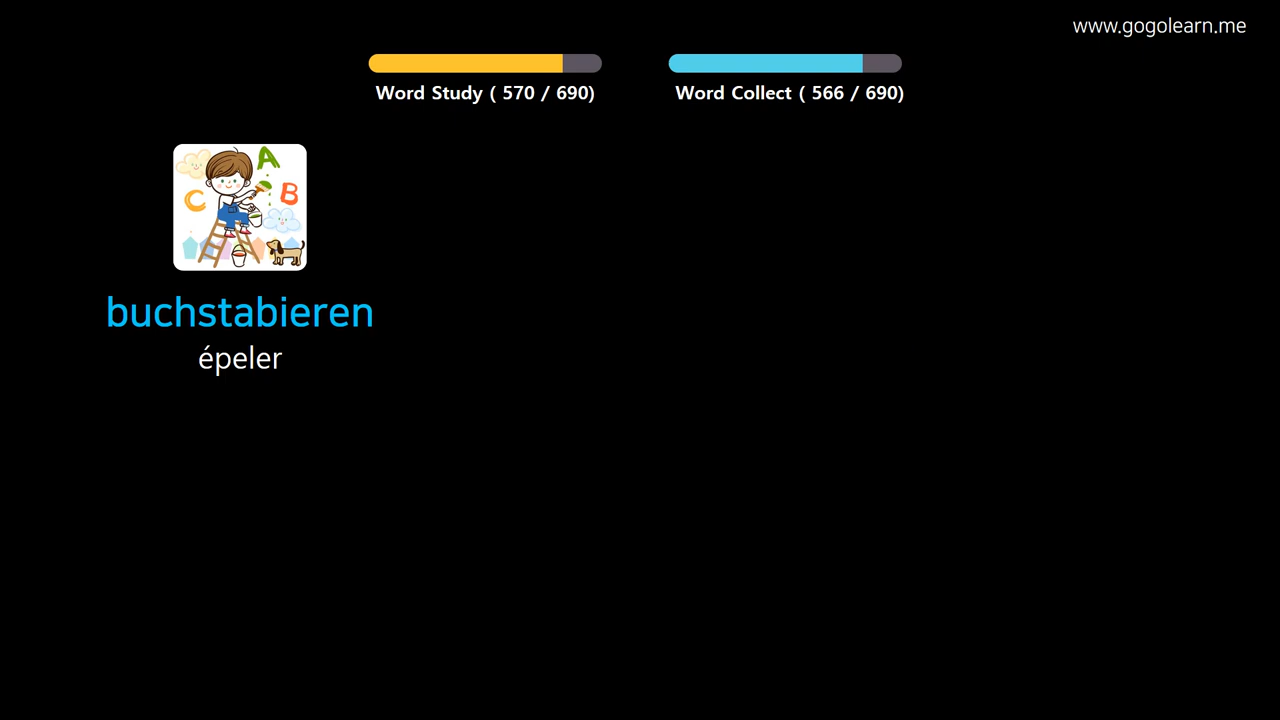 www.gogolearn.me
Word Study ( 570 / 690)
Word Collect ( 566 / 690)
A
B
C
buchstabieren
épeler